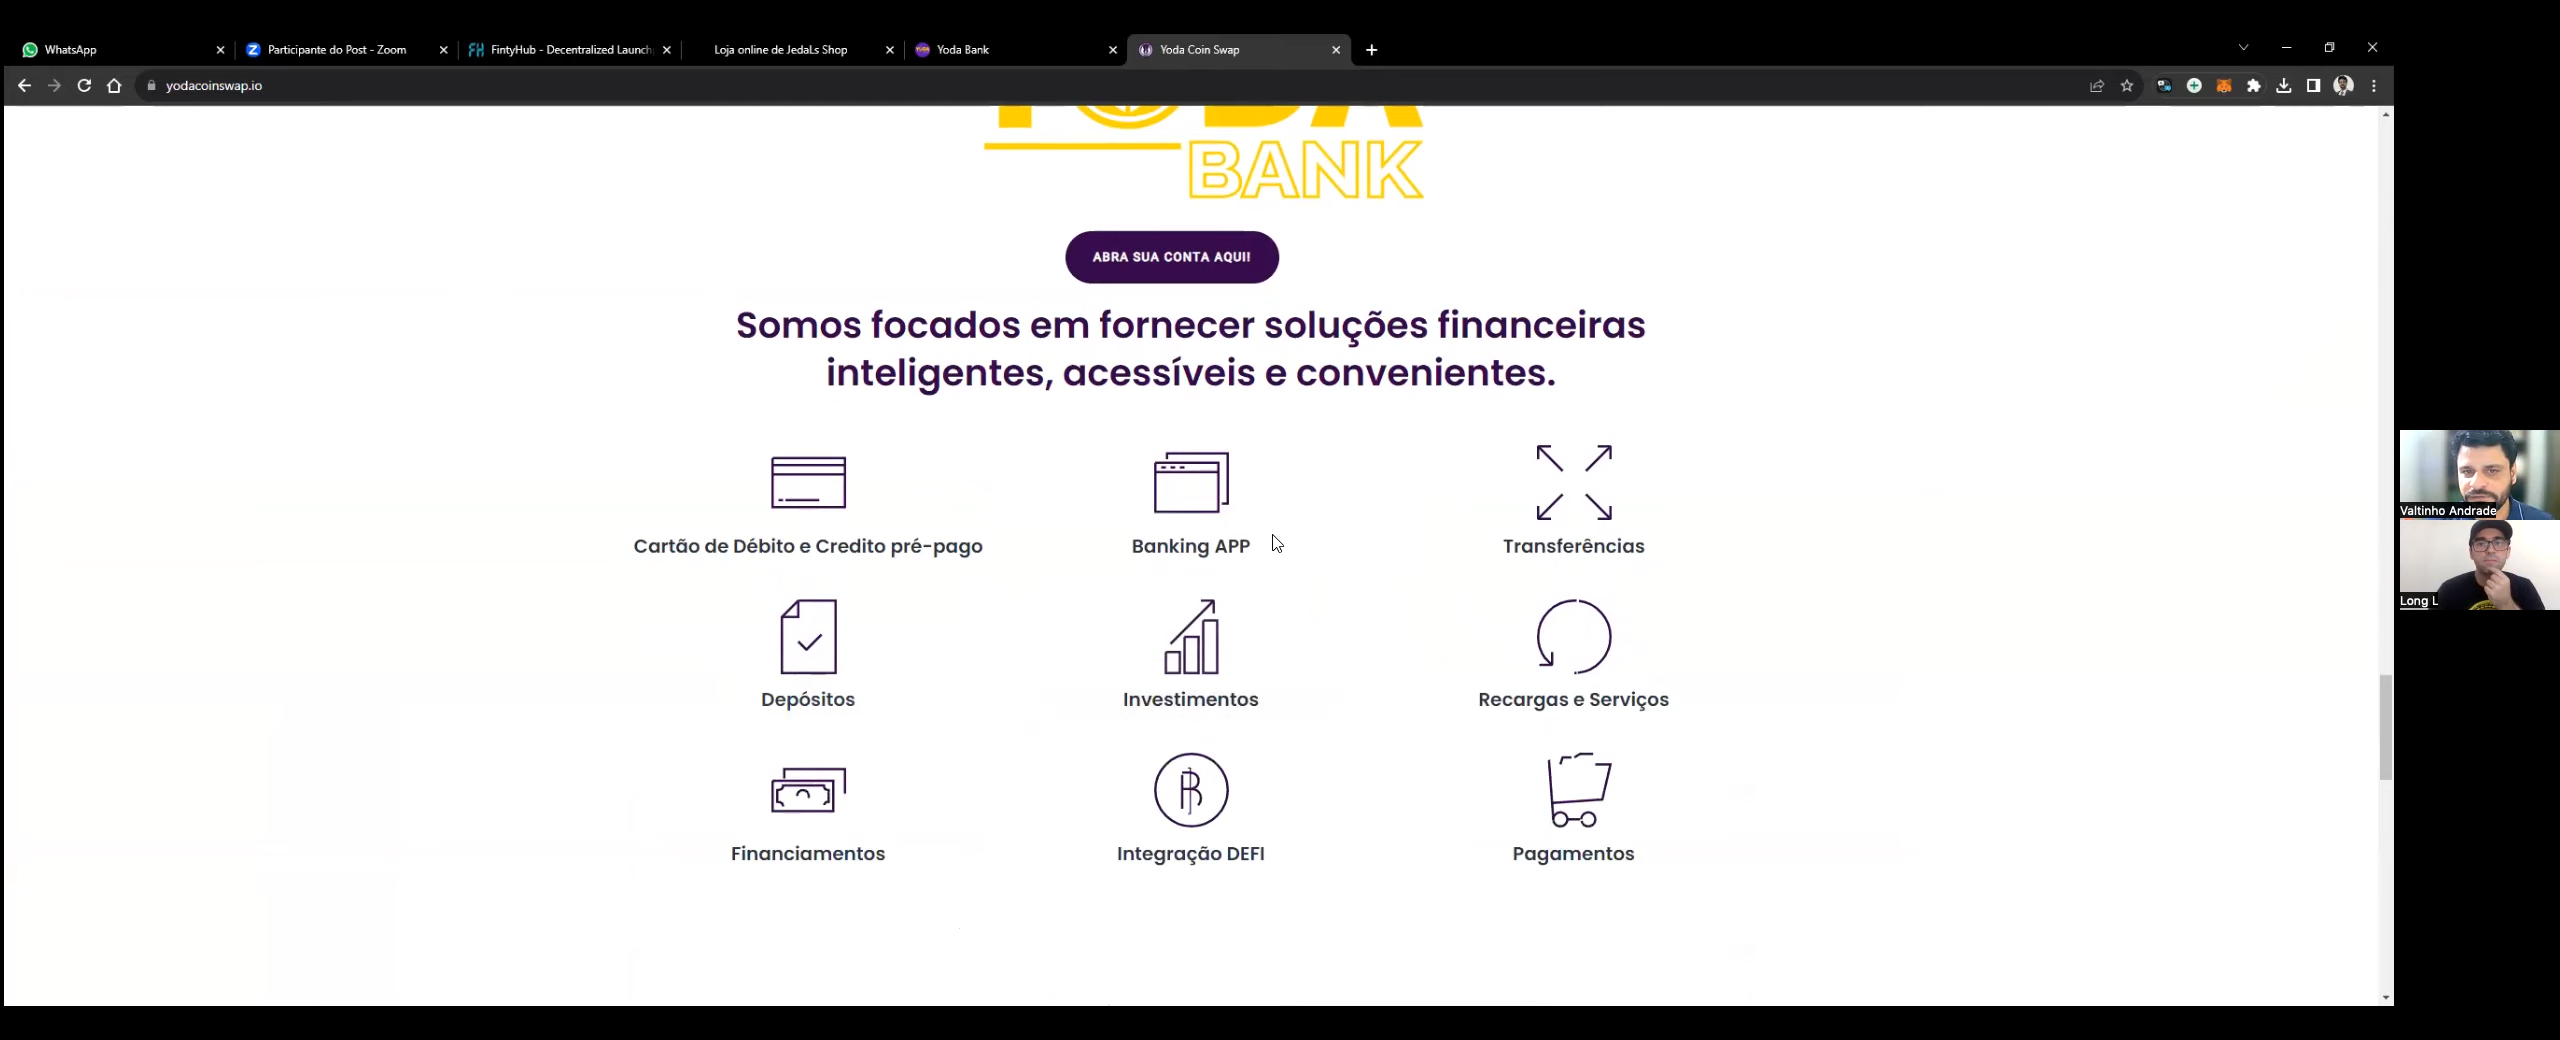 WhatsApp
Participante do Post - Zoom
FintyHub - Decentralized Launch
Loja online de JedaLs Shop
Yoda Bank
Yoda Coin Swap
yodacoinswap.io
BANK
ABRA SUA CONTA AQUI!
Somos focados em fornecer soluções financeiras
inteligentes, acessíveis e convenientes.
Cartão de Débito e Credito pré-pago
Banking APP
Transferências
Depósitos
Investimentos
Recargas e Serviços
Financiamentos
Integração DEFI
Pagamentos
Valtinho Andrade
Long L